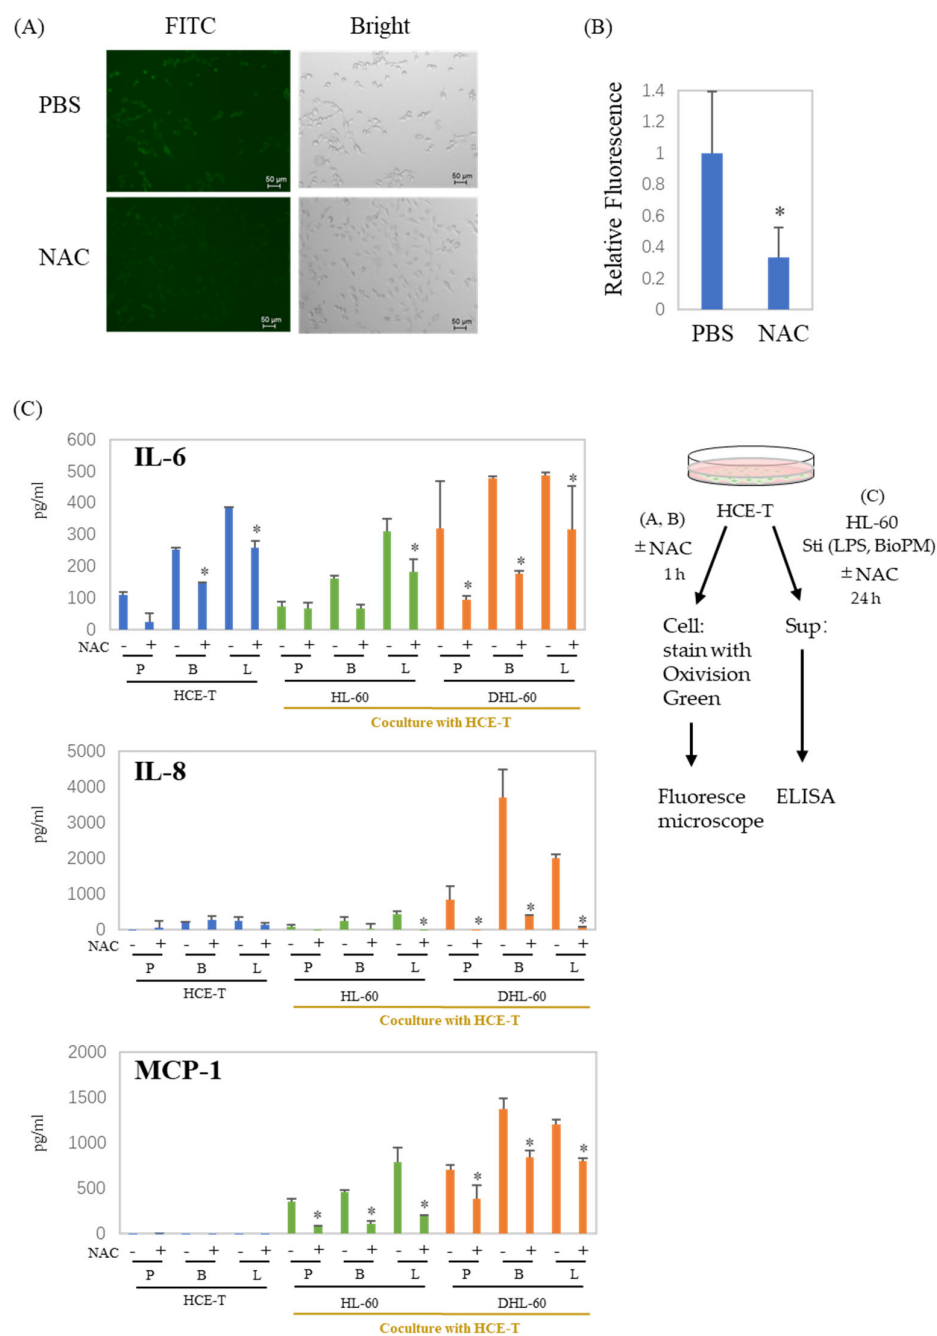 (A)
FITC
Bright
PBS
50 µm
50 µm
NAC
50 µm
50 µm
(B)
Relative Fluorescence
1.4
1.2
1
0.8
0.6
0.4
0.2
0
*
PBS
NAC
(C)
IL-6
pg/ml
600
500
400
300
200
100
0
* * * * * *
NAC - + - + - + - + - + - + - + - + - +
P B L P B L P B L
HCE-T HL-60 DHL-60
Coculture with HCE-T
IL-8
pg/ml
5000
4000
3000
2000
1000
0
* * * *
NAC - + - + - + - + - + - + - + - + - +
P B L P B L P B L
HCE-T HL-60 DHL-60
Coculture with HCE-T
MCP-1
pg/ml
2000
1500
1000
500
0
* * * * * *
NAC - + - + - + - + - + - + - + - + - +
P B L P B L P B L
HCE-T HL-60 DHL-60
Coculture with HCE-T
HCE-T
(A, B)
±NAC
1h
(C)
HL-60
Sti (LPS, BioPM)
±NAC
24h
Cell:
stain with
Oxivision
Green
Sup:
Fluoresce
microscope
ELISA